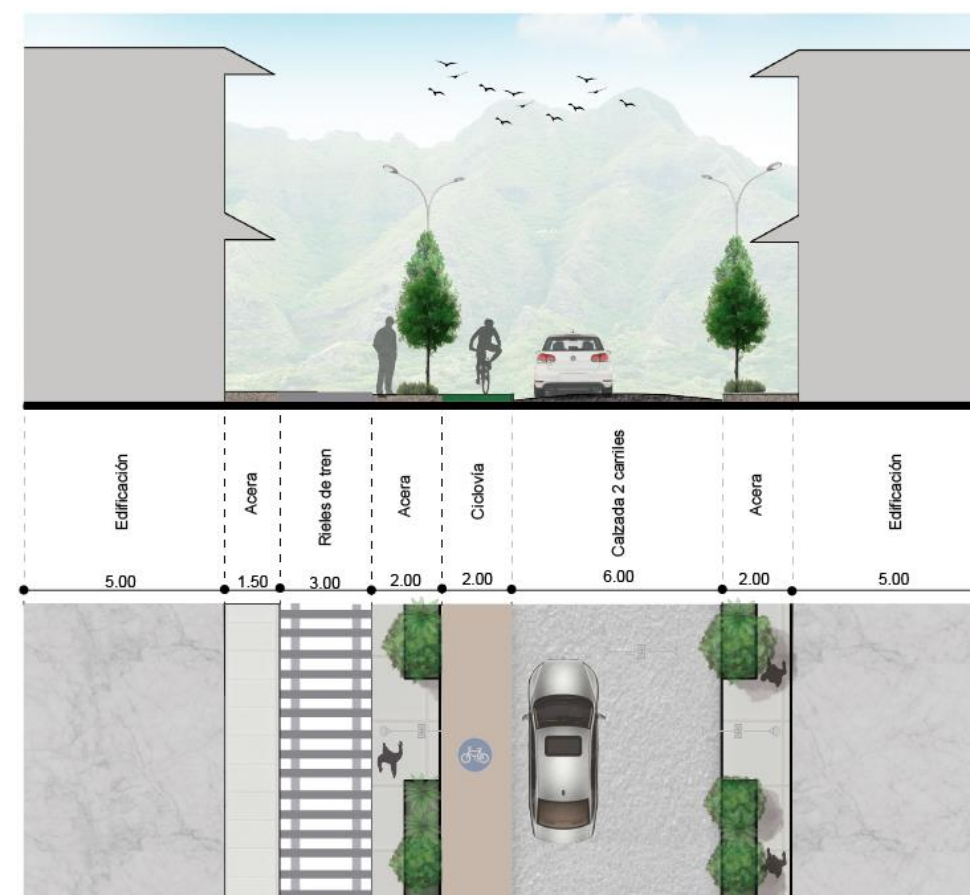 Edificación
Acera
Rieles de tren
Acera
Ciclovía
Calzada 2 carriles
Acera
Edificación
5.00
1.50
3.00
2.00
2.00
6.00
2.00
5.00